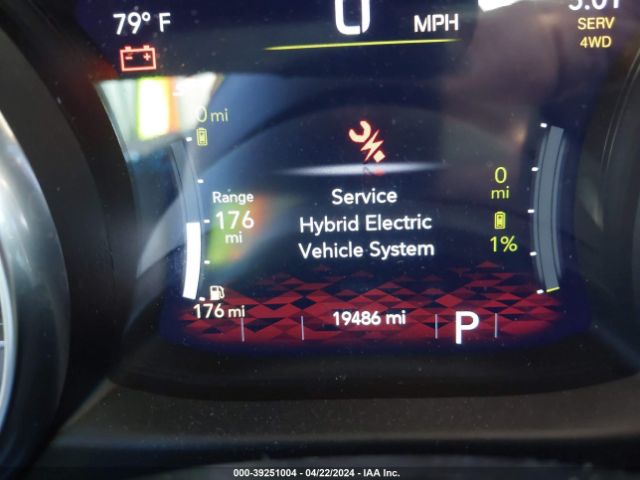 79° F
0
MPH
SERV
4WD
0 mi
Range
176
mi
176 mi
Service
Hybrid Electric
Vehicle System
0
mi
1%
19486 mi
P
000-39251004 - 04/22/2024 - IAA Inc.